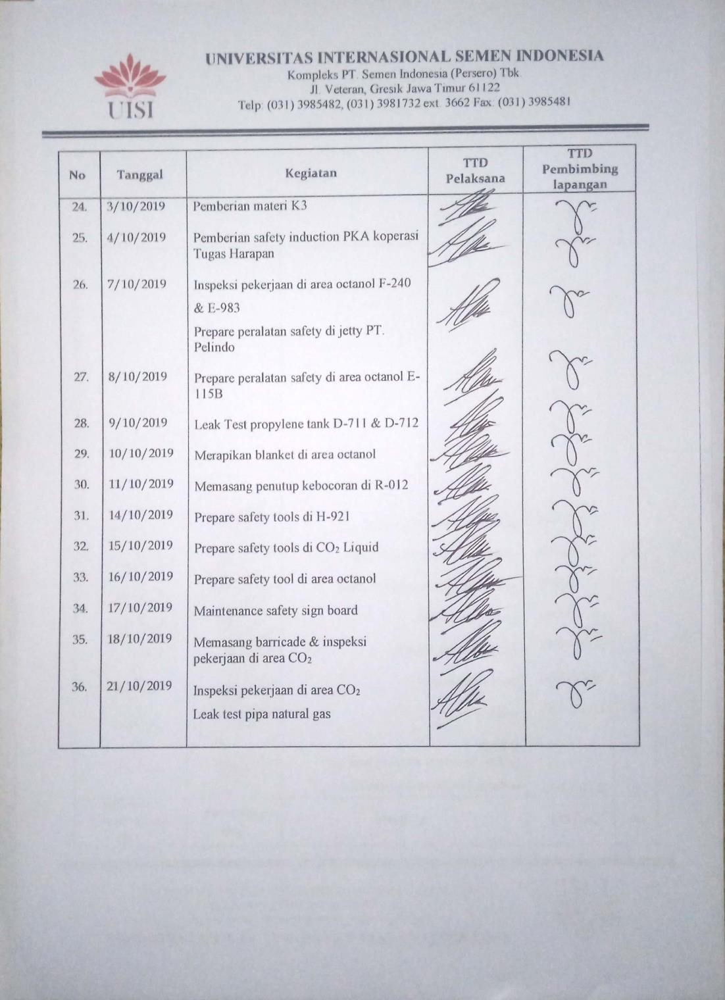 UNIVERSITAS INTERNASIONAL SEMEN INDONESIA
Kompleks PT. Semen Indonesia (Persero) Tbk.
Jl. Veteran, Gresik Jawa Timur 61122
Telp: (031) 3985482, (031) 3981732 ext. 3662 Fax: (031) 3985481
UISI
No Tanggal Kegiatan TTD Pelaksana TTD Pembimbing lapangan
24. 3/10/2019 Pemberian materi K3
25. 4/10/2019 Pemberian safety induction PKA koperasi
Tugas Harapan
26. 7/10/2019 Inspeksi pekerjaan di area octanol F-240
& E-983
Prepare peralatan safety di jetty PT.
Pelindo
27. 8/10/2019 Prepare peralatan safety di area octanol E-
115B
28. 9/10/2019 Leak Test propylene tank D-711 & D-712
29. 10/10/2019 Merapikan blanket di area octanol
30. 11/10/2019 Memasang penutup kebocoran di R-012
31. 14/10/2019 Prepare safety tools di H-921
32. 15/10/2019 Prepare safety tools di CO₂ Liquid
33. 16/10/2019 Prepare safety tool di area octanol
34. 17/10/2019 Maintenance safety sign board
35. 18/10/2019 Memasang barricade & inspeksi
pekerjaan di area CO₂
36. 21/10/2019 Inspeksi pekerjaan di area CO₂
Leak test pipa natural gas